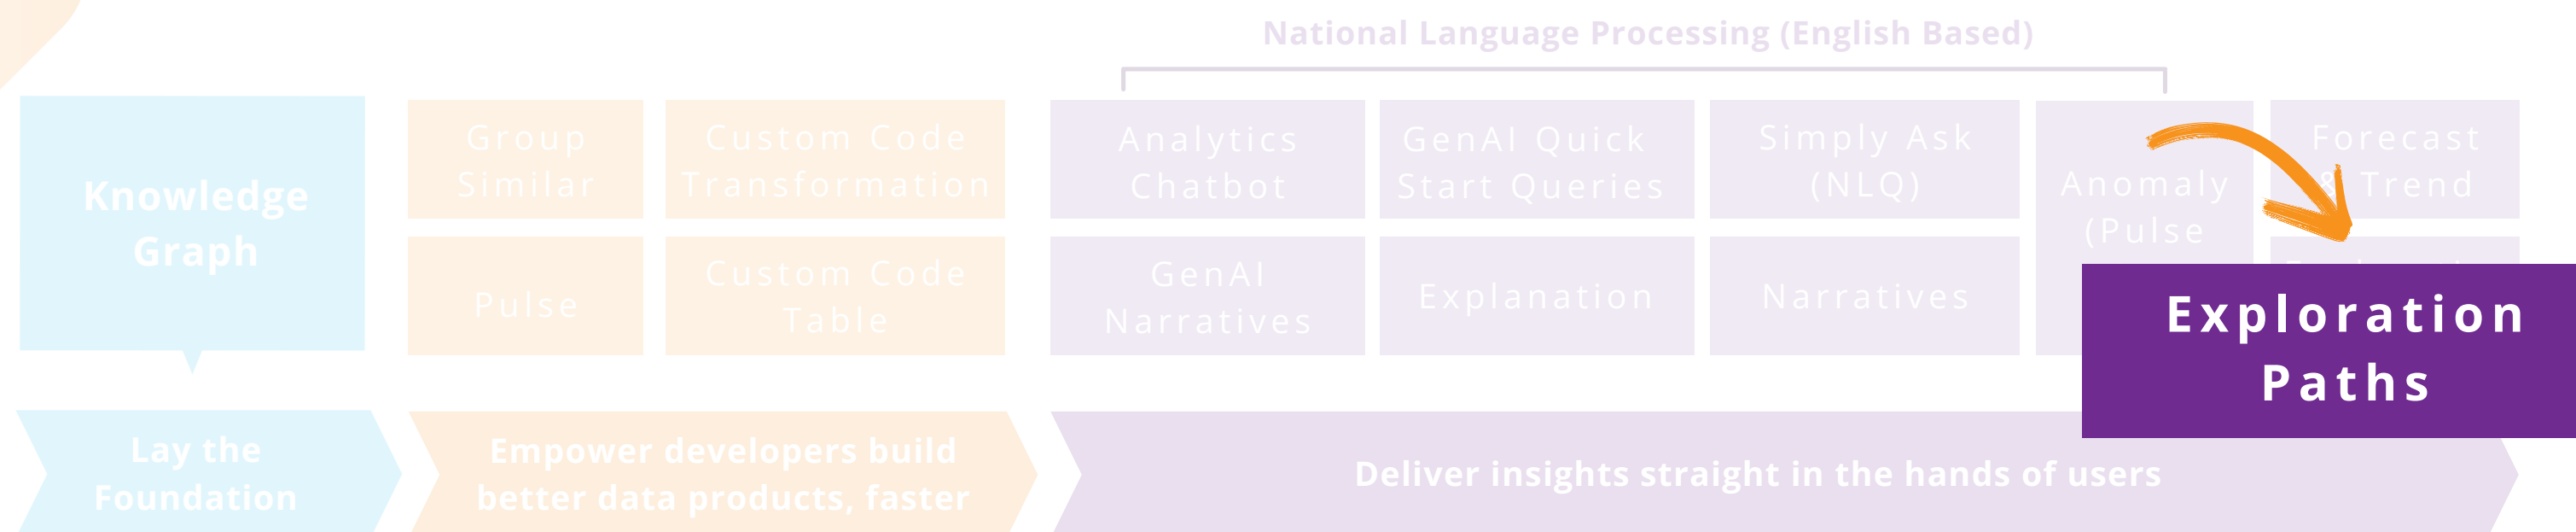 National Language Processing (English Based)
Knowledge
Graph
Group
Similar
Custom Code
Transformation
Pulse
Custom Code
Table
Analytics
Chatbot
GenAI Quick
Start Queries
Simply Ask
(NLQ)
GenAI
Narratives
Explanation
Narratives
Anomaly
(Pulse
Forecast
& Trend
Exploration
Paths
Lay the
Foundation
Empower developers build
better data products, faster
Deliver insights straight in the hands of users